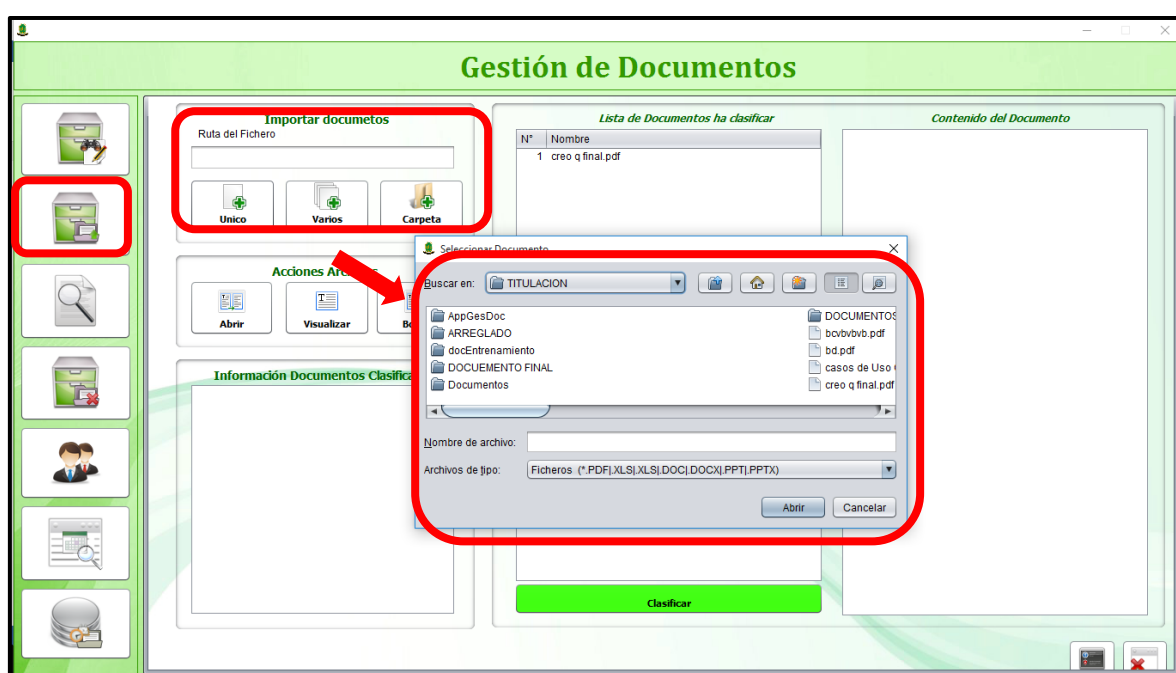 Gestión de Documentos
Importar documetos
Ruta del Fichero
Unico
Varios
Carpeta
Acciones
Abrir
Visualizar
Información Documentos
Lista de Documentos ha clasificar
N° Nombre
1 creo q final.pdf
Contenido del Documento
Seleccionar Documento
Buscar en: TITULACION
AppGesDoc
ARREGLADO
docEntrenamiento
DOCUEMENTO FINAL
Documentos
DOCUMENTOS
bcvbvbvb.pdf
bd.pdf
casos de Uso
creo q final.pdf
Nombre de archivo:
Archivos de tipo: Ficheros (*.PDF|.XLS|.XLS|.DOC|.DOCX|.PPT|.PPTX)
Abrir
Cancelar
Clasificar